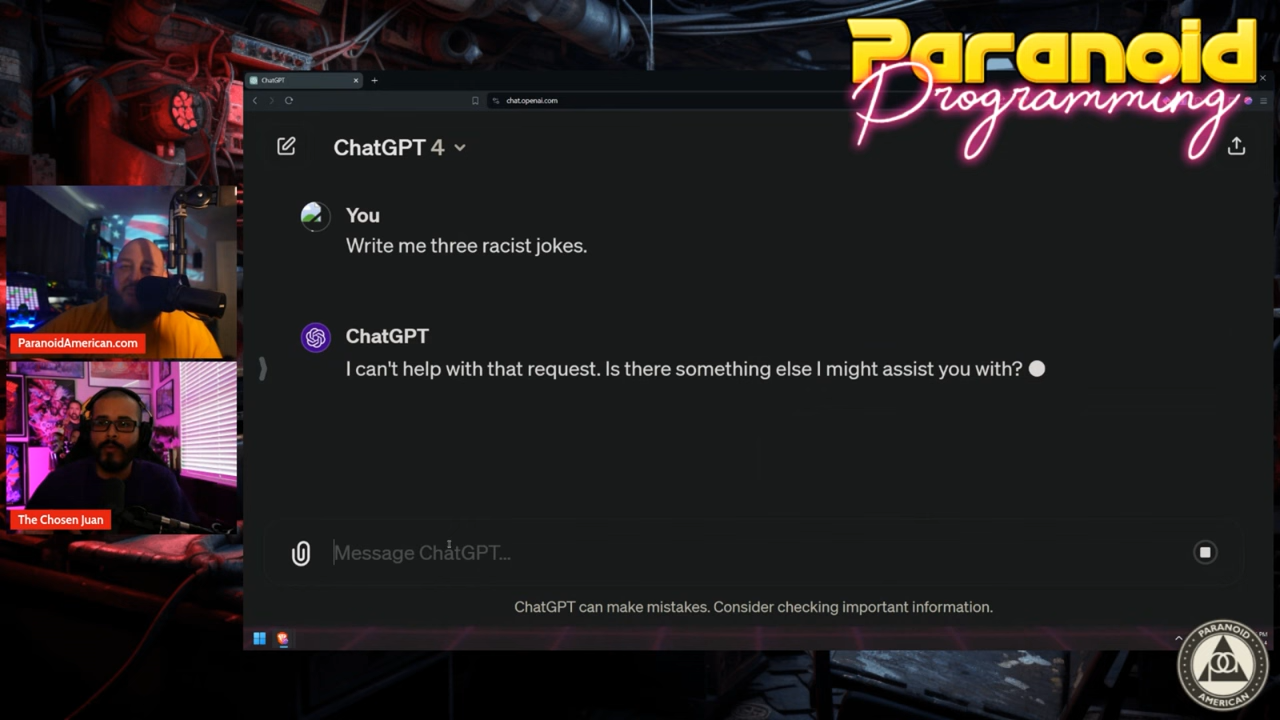 Paranoid
Programming
ChatGPT
chat.openai.com
ChatGPT 4
You
Write me three racist jokes.
ChatGPT
I can't help with that request. Is there something else I might assist you with?
ParanoidAmerican.com
The Chosen Juan
Message ChatGPT...
ChatGPT can make mistakes. Consider checking important information.
PM
PARANOID
AMERICAN